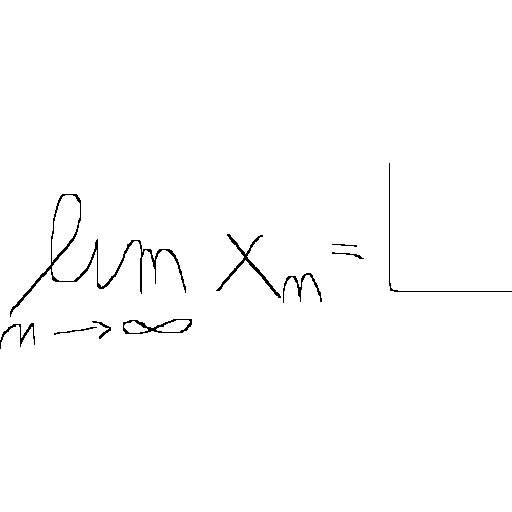 lim xₙ = L
n → ∞